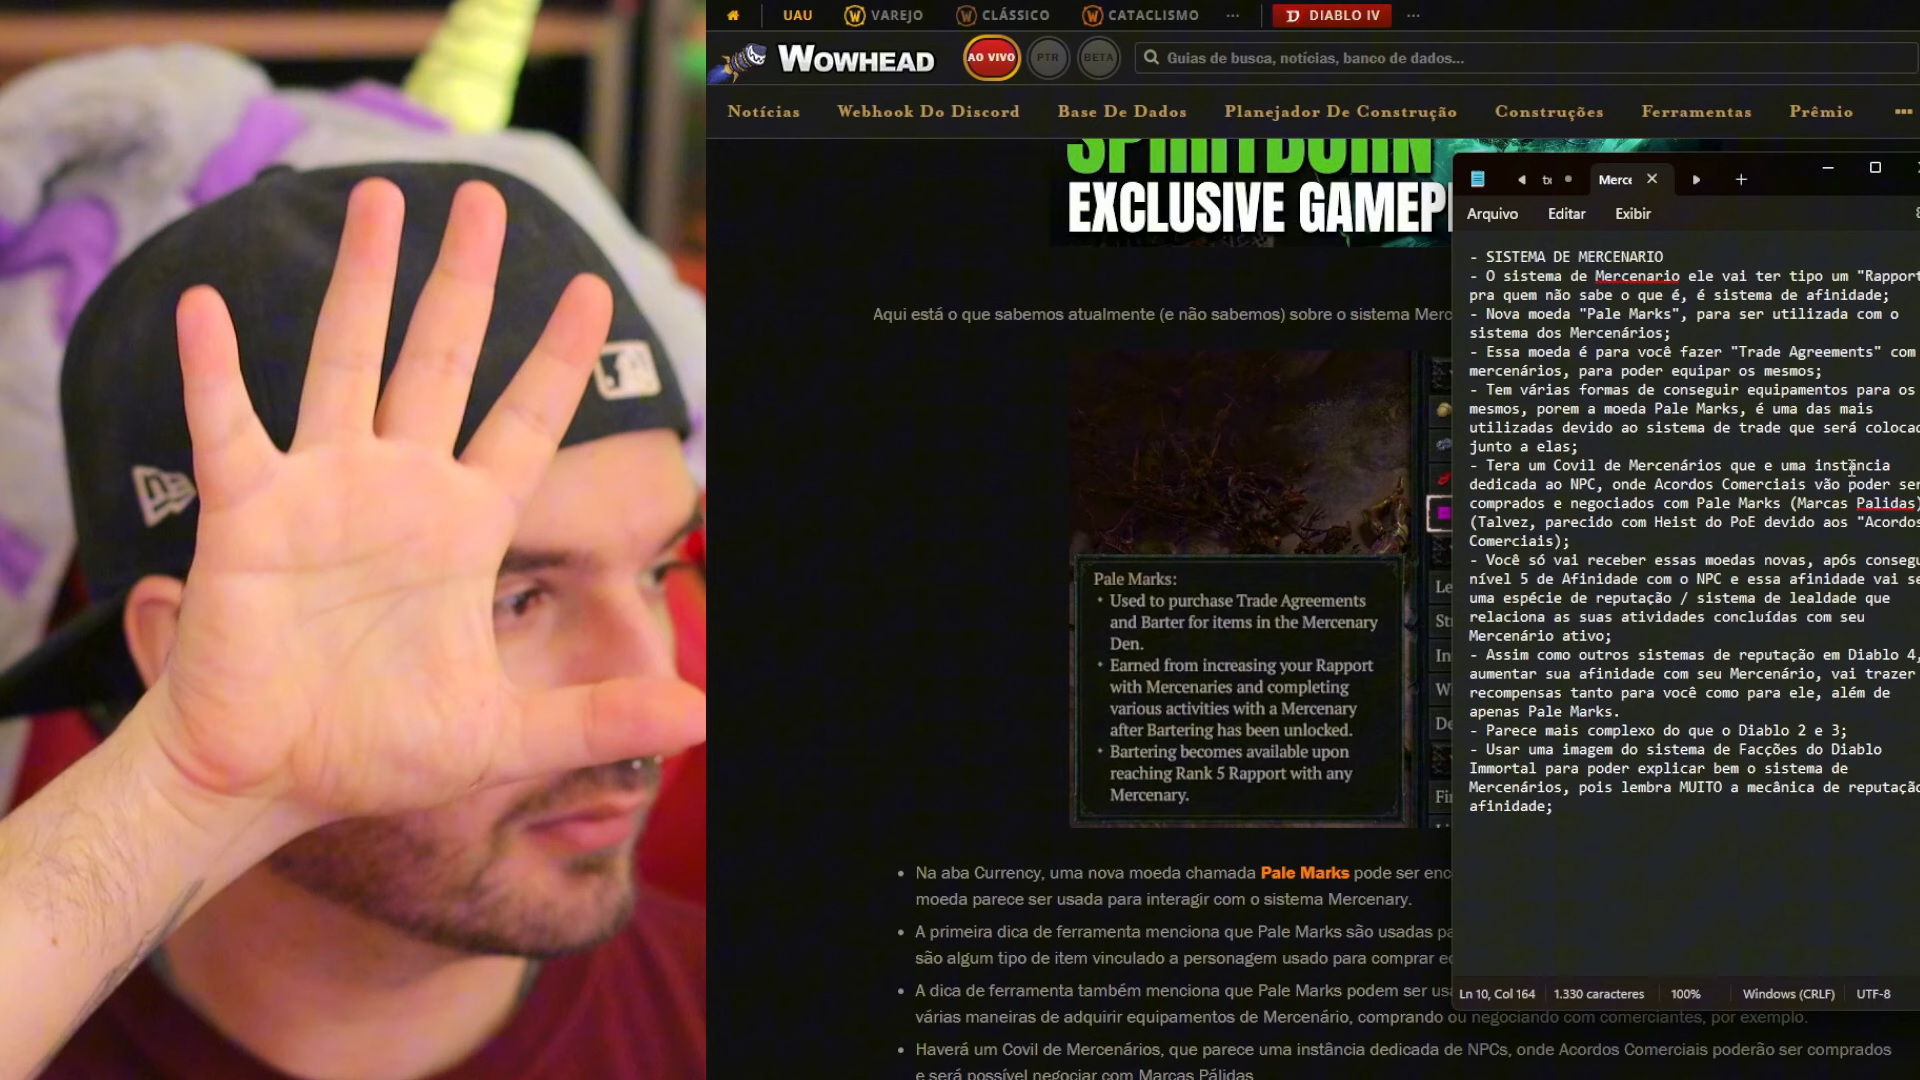 UAU
VAREJO
CLÁSSICO
CATACLISMO
DIABLO IV
WOWHEAD
AO VIVO
PTR
BETA
Guias de busca, notícias, banco de dados...
Notícias
Webhook Do Discord
Base De Dados
Planejador De Construção
Construções
Ferramentas
Prêmio
EXCLUSIVE
Aqui está o que sabemos atualmente (e não sabemos) sobre o sistema
Pale Marks:
Used to purchase Trade Agreements
and Barter for items in the Mercenary
Den.
Earned from increasing your Rapport
with Mercenaries and completing
various activities with a Mercenary
after Bartering has been unlocked.
Bartering becomes available upon
reaching Rank 5 Rapport with any
Mercenary.
Na aba Currency, uma nova moeda chamada Pale Marks pode ser
moeda parece ser usada para interagir com o sistema Mercenary.
A primeira dica de ferramenta menciona que Pale Marks são usadas
são algum tipo de item vinculado a personagem usado para comprar
A dica de ferramenta também menciona que Pale Marks podem ser
várias maneiras de adquirir equipamentos de Mercenário, comprando ou negociando com comerciantes, por exemplo.
Haverá um Covil de Mercenários, que parece uma instância dedicada de NPCs, onde Acordos Comerciais poderão ser comprados
e será possível negociar com Marcas Pálidas
Arquivo
Editar
Exibir
- SISTEMA DE MERCENARIO
- O sistema de Mercenario ele vai ter tipo um "Rapport
pra quem não sabe o que é, é sistema de afinidade;
- Nova moeda "Pale Marks", para ser utilizada com o
sistema dos Mercenários;
- Essa moeda é para você fazer "Trade Agreements" com
mercenários, para poder equipar os mesmos;
- Tem várias formas de conseguir equipamentos para os
mesmos, porem a moeda Pale Marks, é uma das mais
utilizadas devido ao sistema de trade que será
junto a elas;
- Tera um Covil de Mercenários que e uma instância
dedicada ao NPC, onde Acordos Comerciais vão poder ser
comprados e negociados com Pale Marks (Marcas Palidas)
(Talvez, parecido com Heist do PoE devido aos "Acordos
Comerciais);
- Você só vai receber essas moedas novas, após
nível 5 de Afinidade com o NPC e essa afinidade vai
uma espécie de reputação / sistema de lealdade que
relaciona as suas atividades concluídas com seu
Mercenário ativo;
- Assim como outros sistemas de reputação em Diablo 4,
aumentar sua afinidade com seu Mercenário, vai trazer
recompensas tanto para você como para ele, além de
apenas Pale Marks.
- Parece mais complexo do que o Diablo 2 e 3;
- Usar uma imagem do sistema de Facções do Diablo
Immortal para poder explicar bem o sistema de
Mercenários, pois lembra MUITO a mecânica de reputação
afinidade;
Ln 10, Col 164
1.330 caracteres
100%
Windows (CRLF)
UTF-8